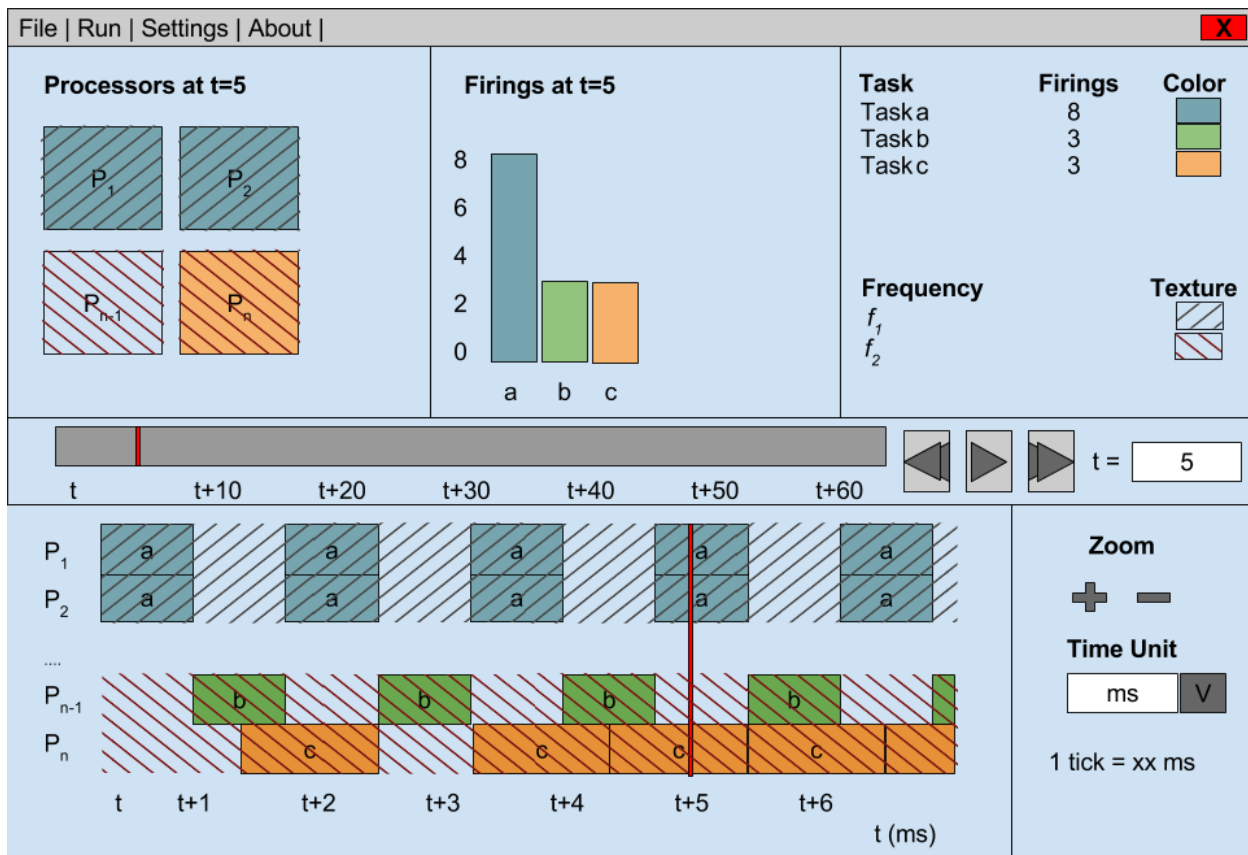 File | Run | Settings | About |
X
Processors at t=5
P1
P2
Pn-1
Pn
Firings at t=5
8
6
4
2
0
a b c
Task Firings Color
Task a 8
Task b 3
Task c 3
Frequency Texture
f1
f2
t t+10 t+20 t+30 t+40 t+50 t+60
t = 5
P1 a a a a a
P2 a a a a a
....
Pn-1 b b b b
Pn c c c c
t t+1 t+2 t+3 t+4 t+5 t+6
t (ms)
Zoom
Time Unit
ms V
1 tick = xx ms